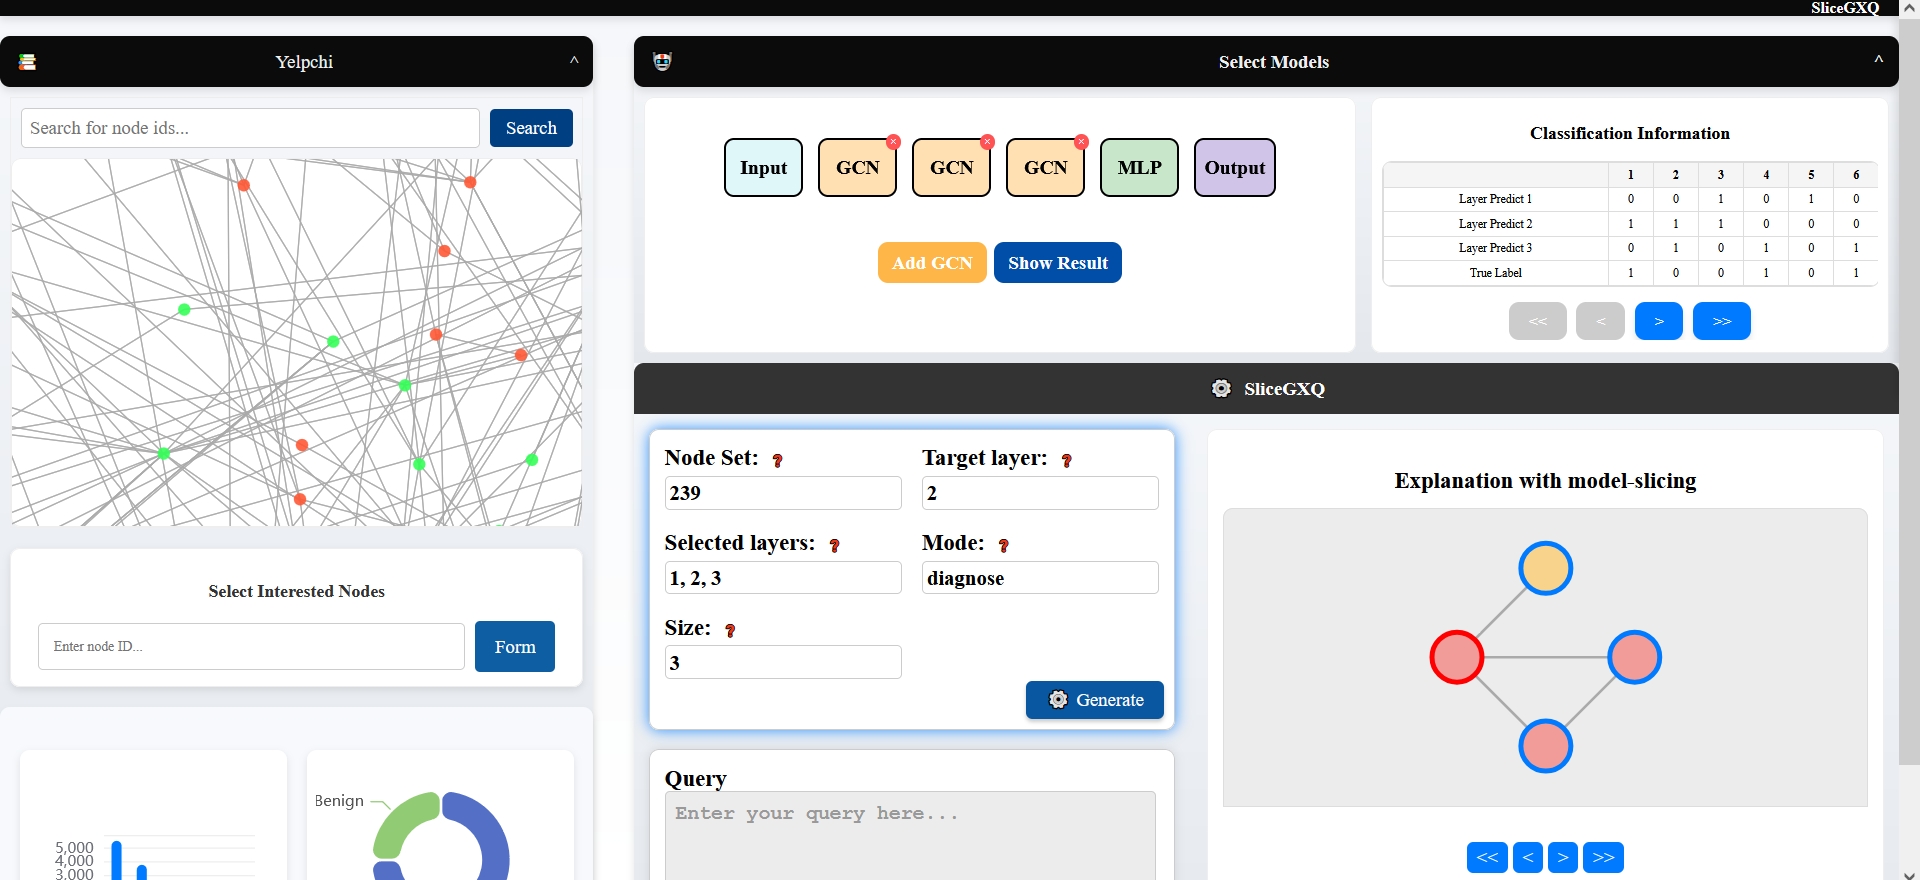 SliceGXQ
Yelpchi
^
Search for node ids...
Search
Select Interested Nodes
Enter node ID...
Form
5,000
4,000
3,000
Benign
Select Models
^
Input
GCN
GCN
GCN
MLP
Output
Add GCN
Show Result
Classification Information
1 2 3 4 5 6
Layer Predict 1 0 0 1 0 1 0
Layer Predict 2 1 1 1 0 0 0
Layer Predict 3 0 1 0 1 0 1
True Label 1 0 0 1 0 1
<< < > >>
SliceGXQ
Node Set: ?
239
Target layer: ?
2
Selected layers: ?
1, 2, 3
Mode: ?
diagnose
Size: ?
3
Generate
Query
Enter your query here...
Explanation with model-slicing
<< < > >>